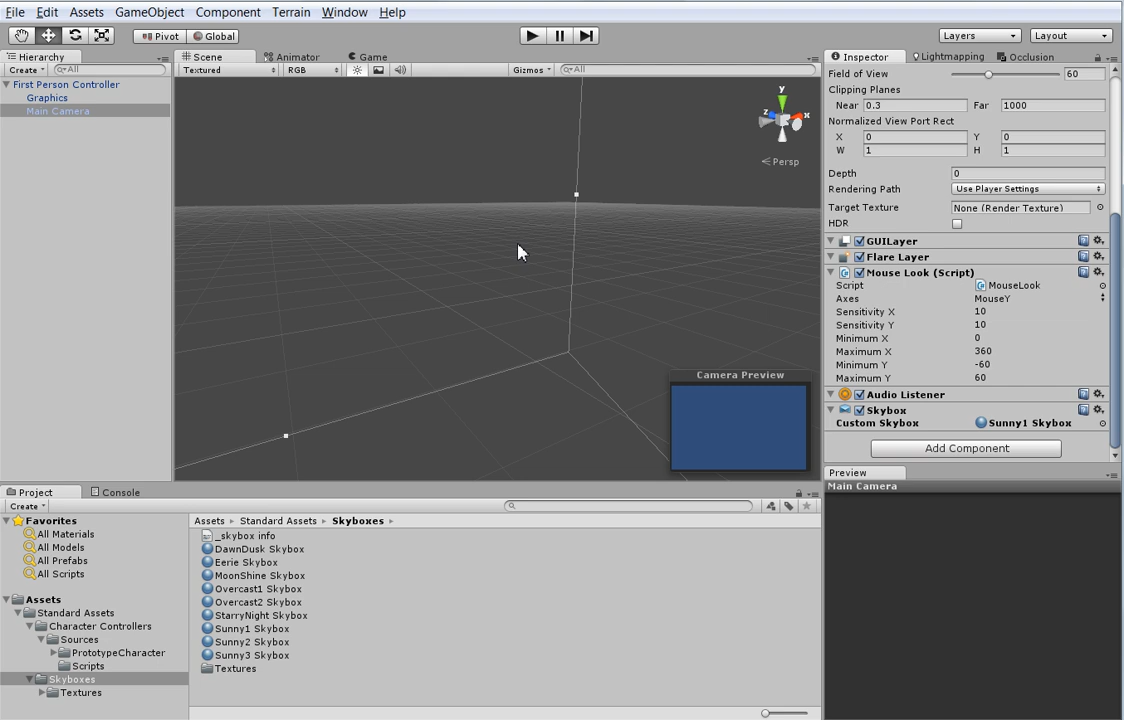 File Edit Assets GameObject Component Terrain Window Help
Pivot Global Layers Layout
Hierarchy
Create All
First Person Controller
Graphics
Main Camera
Scene Animator Game
Textured RGB Gizmos All
y
z x
Persp
Camera Preview
Inspector Lightmapping Occlusion
Field of View 60
Clipping Planes
Near 0.3 Far 1000
Normalized View Port Rect
X 0 Y 0
W 1 H 1
Depth 0
Rendering Path Use Player Settings
Target Texture None (Render Texture)
HDR
GUILayer
Flare Layer
Mouse Look (Script)
Script MouseLook
Axes MouseY
Sensitivity X 10
Sensitivity Y 10
Minimum X 0
Maximum X 360
Minimum Y -60
Maximum Y 60
Audio Listener
Skybox
Custom Skybox Sunny1 Skybox
Add Component
Preview
Main Camera
Project Console
Create
Favorites
All Materials
All Models
All Prefabs
All Scripts
Assets
Standard Assets
Character Controllers
Sources
PrototypeCharacter
Scripts
Skyboxes
Textures
Assets Standard Assets Skyboxes
_skybox info
DawnDusk Skybox
Eerie Skybox
MoonShine Skybox
Overcast1 Skybox
Overcast2 Skybox
StarryNight Skybox
Sunny1 Skybox
Sunny2 Skybox
Sunny3 Skybox
Textures